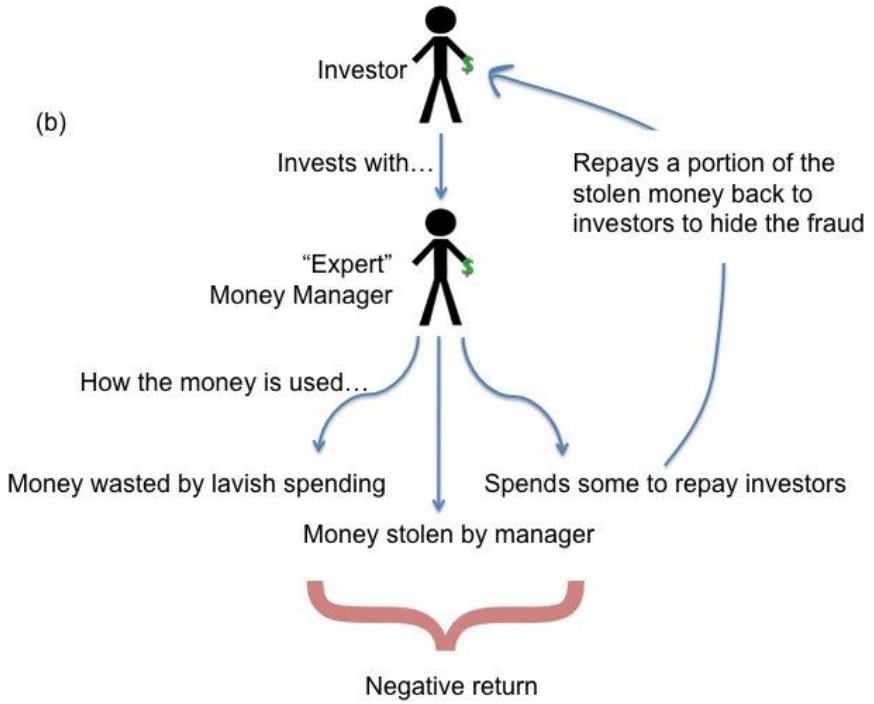 Investor
$
(b)
Invests with…
Repays a portion of the
stolen money back to
investors to hide the fraud
“Expert”
Money Manager
$
How the money is used…
Money wasted by lavish spending
Spends some to repay investors
Money stolen by manager
Negative return